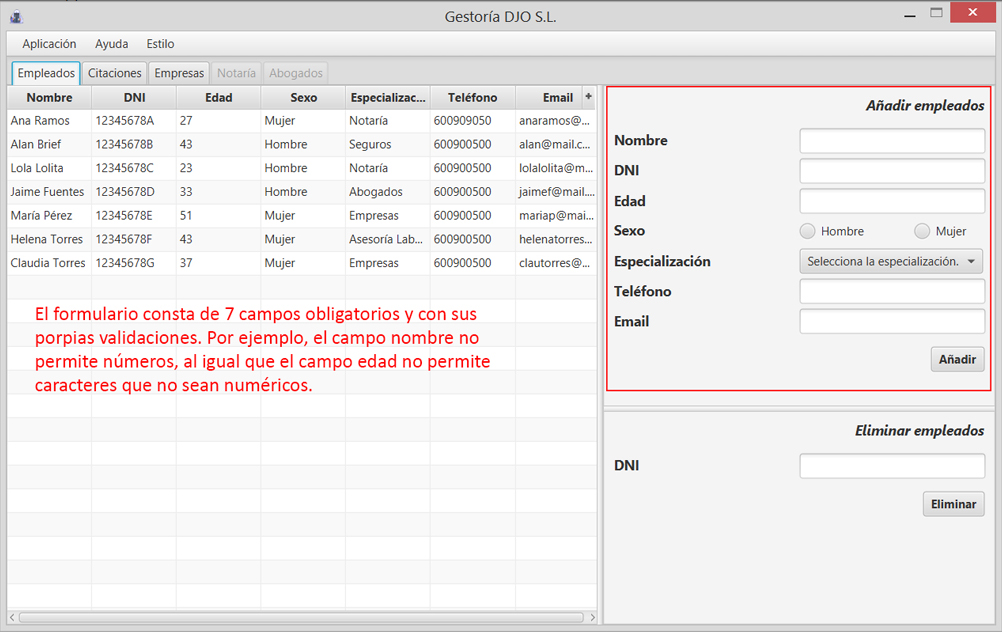 Gestoría DJO S.L.
Aplicación Ayuda Estilo
Empleados Citaciones Empresas Notaría Abogados
Nombre DNI Edad Sexo Especializac... Teléfono Email +
Ana Ramos 12345678A 27 Mujer Notaría 600909050 anaramos@...
Alan Brief 12345678B 43 Hombre Seguros 600900500 alan@mail.c...
Lola Lolita 12345678C 23 Hombre Notaría 600900500 lolalolita@m...
Jaime Fuentes 12345678D 33 Hombre Abogados 600900500 jaimef@mail....
María Pérez 12345678E 51 Mujer Empresas 600900500 mariap@mai...
Helena Torres 12345678F 43 Mujer Asesoría Lab... 600900500 helenatorres...
Claudia Torres 12345678G 37 Mujer Empresas 600900500 clautorres@...
El formulario consta de 7 campos obligatorios y con sus
porpias validaciones. Por ejemplo, el campo nombre no
permite números, al igual que el campo edad no permite
caracteres que no sean numéricos.
Añadir empleados
Nombre
DNI
Edad
Sexo Hombre Mujer
Especialización Selecciona la especialización.
Teléfono
Email
Añadir
Eliminar empleados
DNI
Eliminar